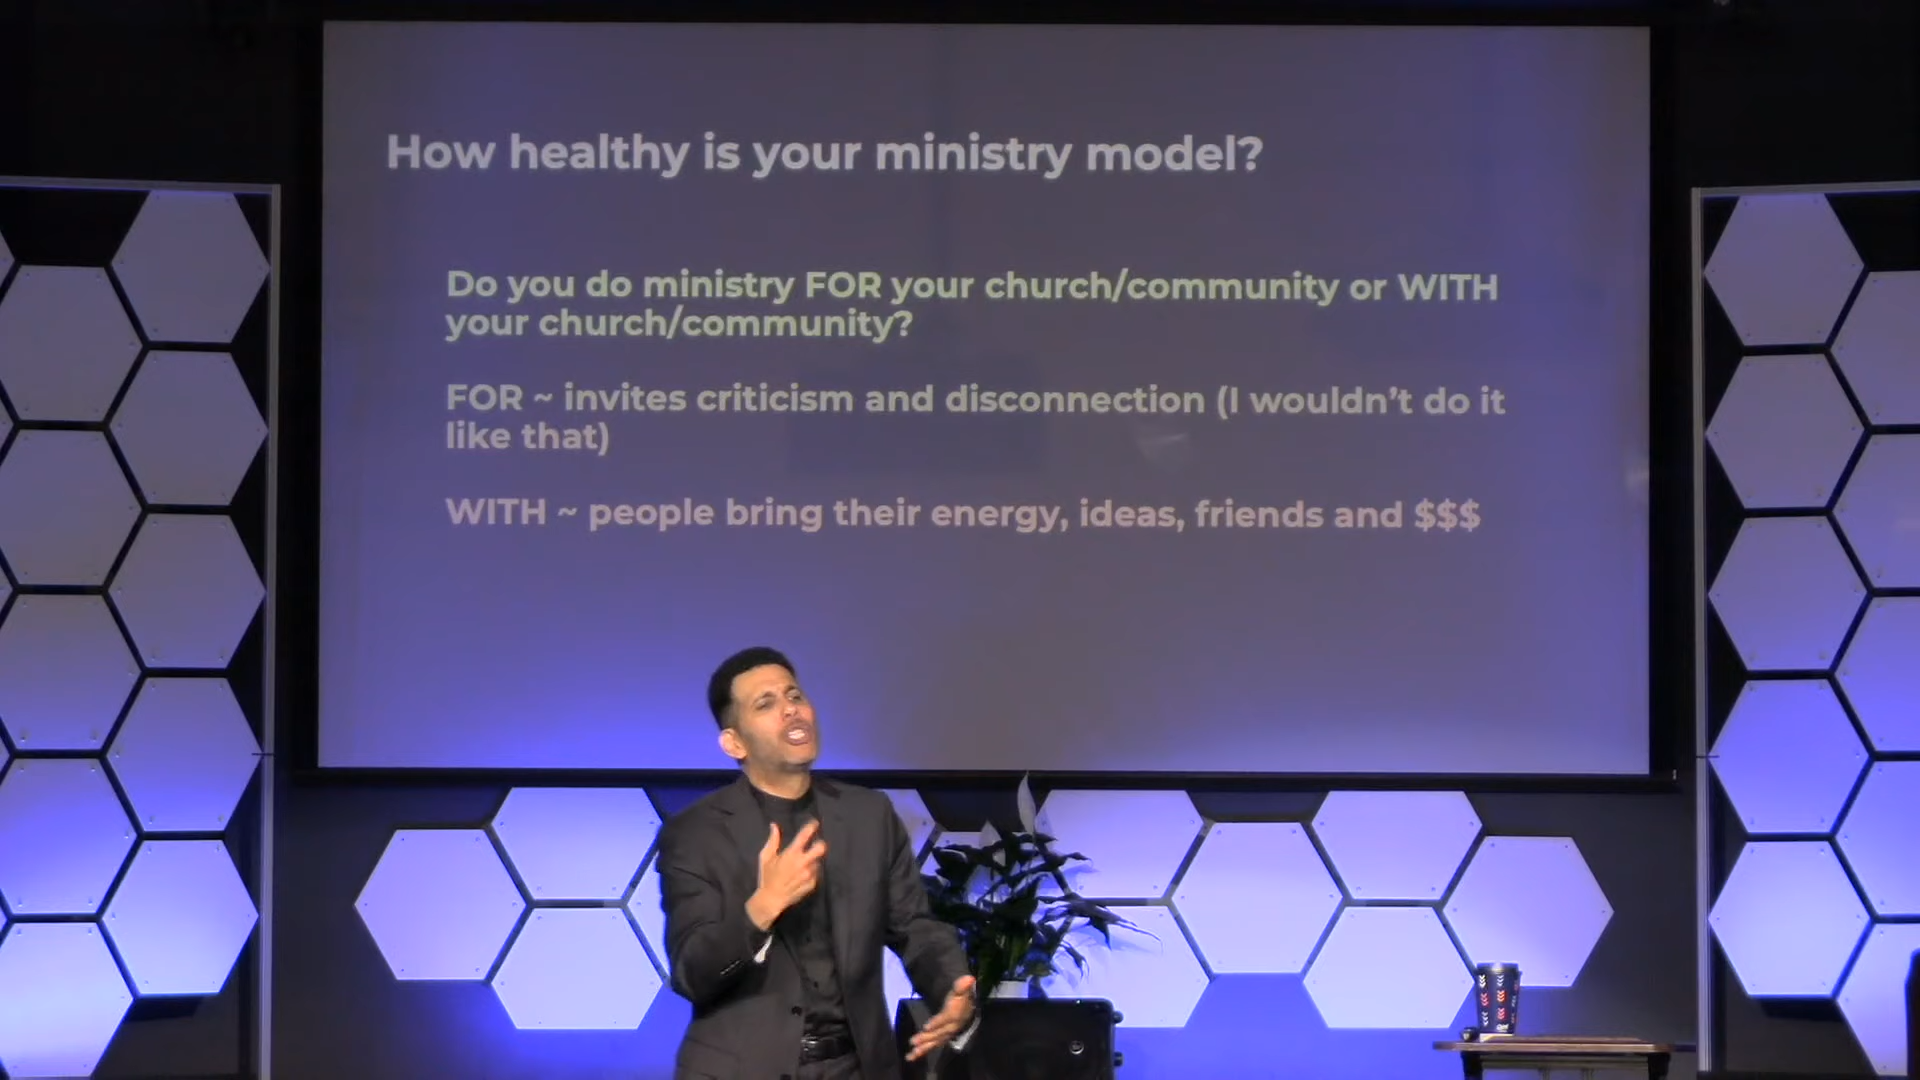 How healthy is your ministry model?
Do you do ministry FOR your church/community or WITH
your church/community?
FOR ~ invites criticism and disconnection (I wouldn't do it
like that)
WITH ~ people bring their energy, ideas, friends and $$$